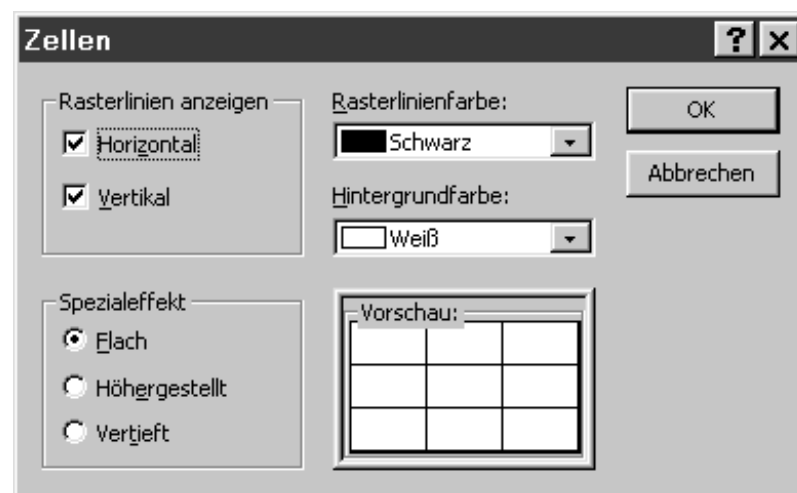 Zellen
Rasterlinien anzeigen
Horizontal
Vertikal
Rasterlinienfarbe:
Schwarz
Hintergrundfarbe:
Weiß
OK
Abbrechen
Spezialeffekt
Flach
Höhergestellt
Vertieft
Vorschau: